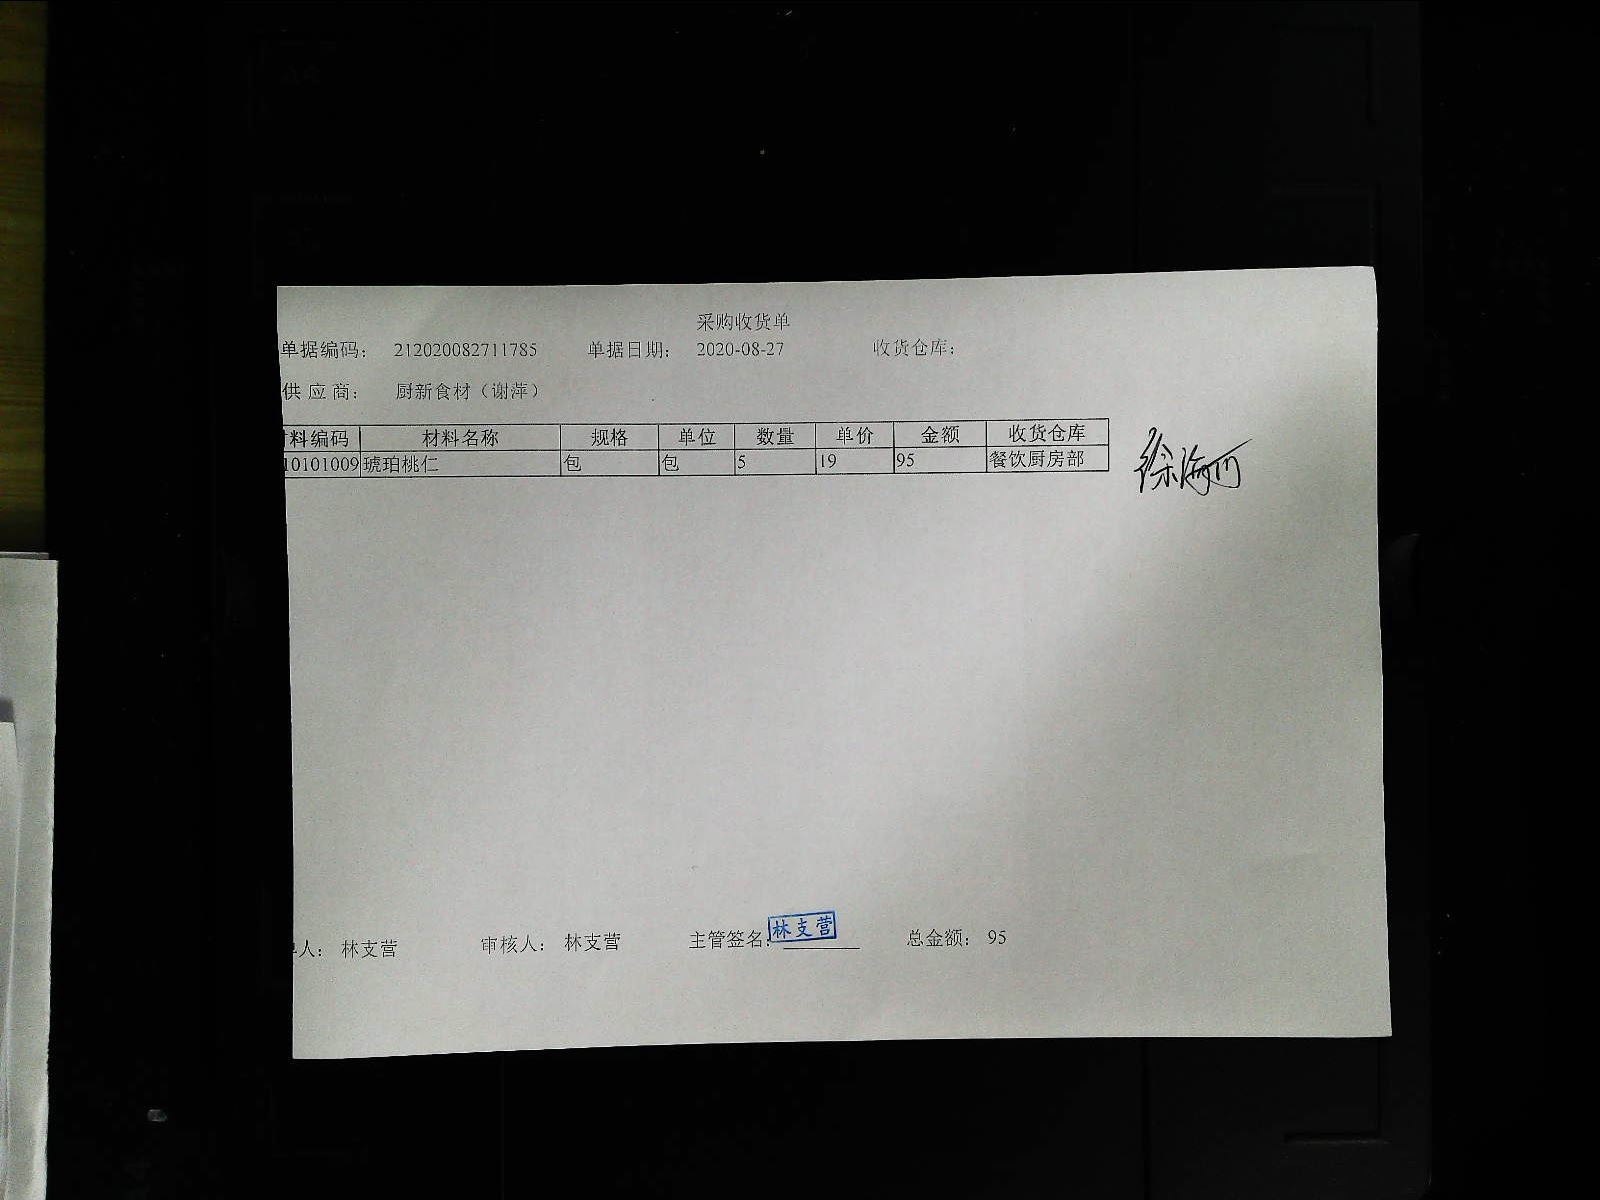 采购收货单
单据编码： 212020082711785 单据日期： 2020-08-27 收货仓库：
供 应 商： 厨新食材（谢萍）
料编码 材料名称 规格 单位 数量 单价 金额 收货仓库
10101009 琥珀桃仁 包 包 5 19 95 餐饮厨房部
人： 林支营 审核人： 林支营 主管签名： 林支营 总金额： 95